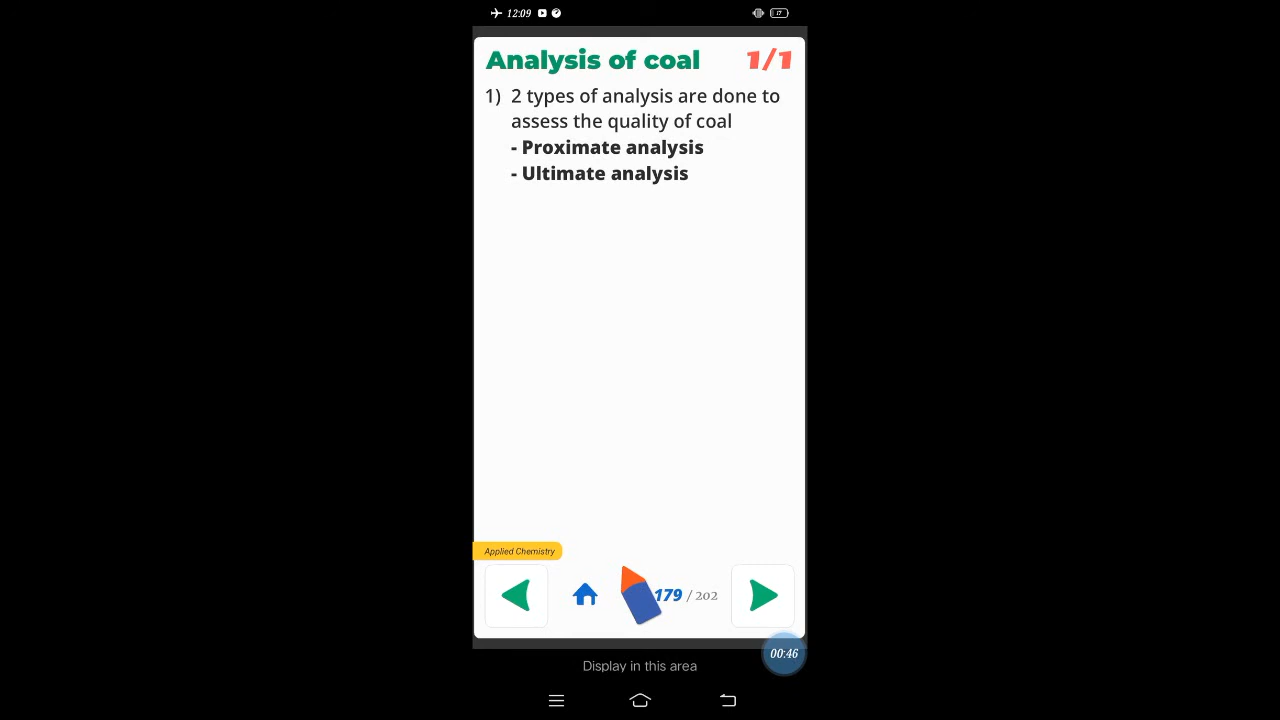 12:09
17
Analysis of coal 1/1
1) 2 types of analysis are done to
assess the quality of coal
- Proximate analysis
- Ultimate analysis
Applied Chemistry
179 / 202
00:46
Display in this area